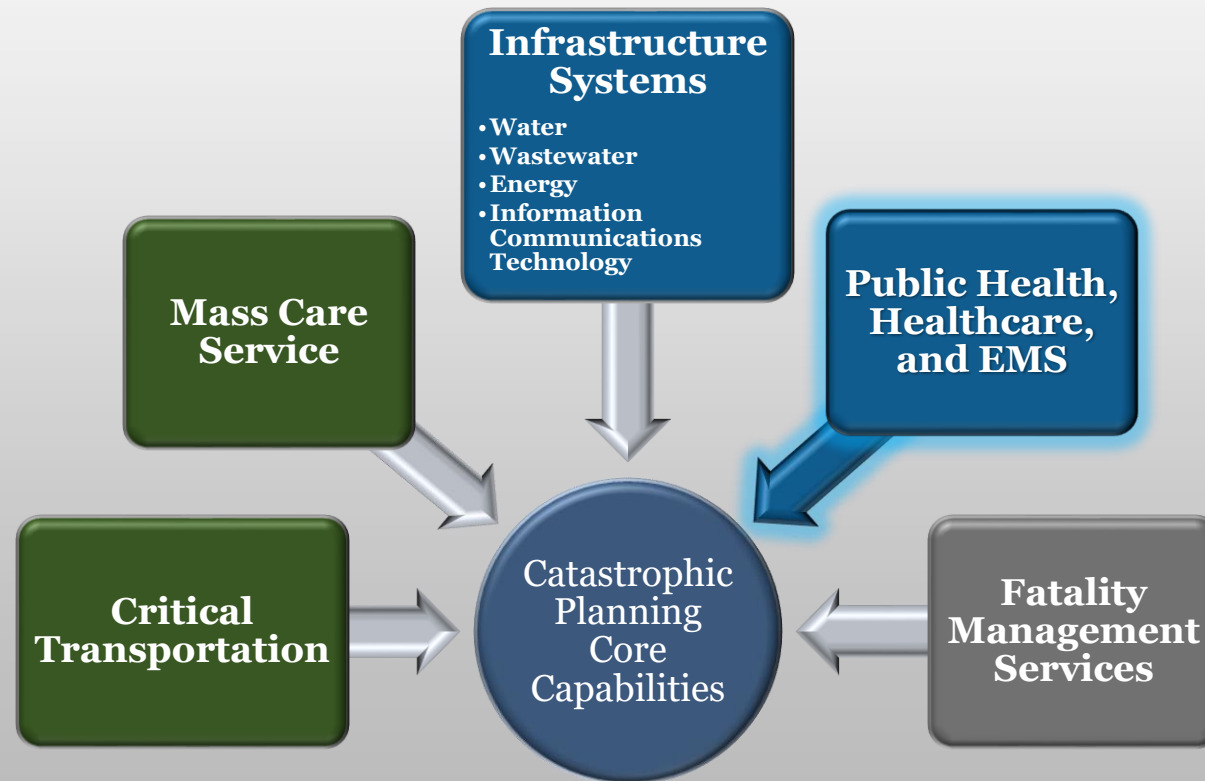 Infrastructure
Systems
•Water
•Wastewater
•Energy
•Information
Communications
Technology
Mass Care
Service
Public Health,
Healthcare,
and EMS
Critical
Transportation
Catastrophic
Planning
Core
Capabilities
Fatality
Management
Services